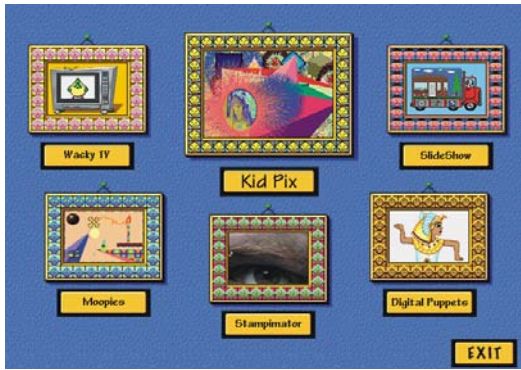 Wacky TV
Kid Pix
SlideShow
Moopies
Stampimator
Digital Puppets
EXIT